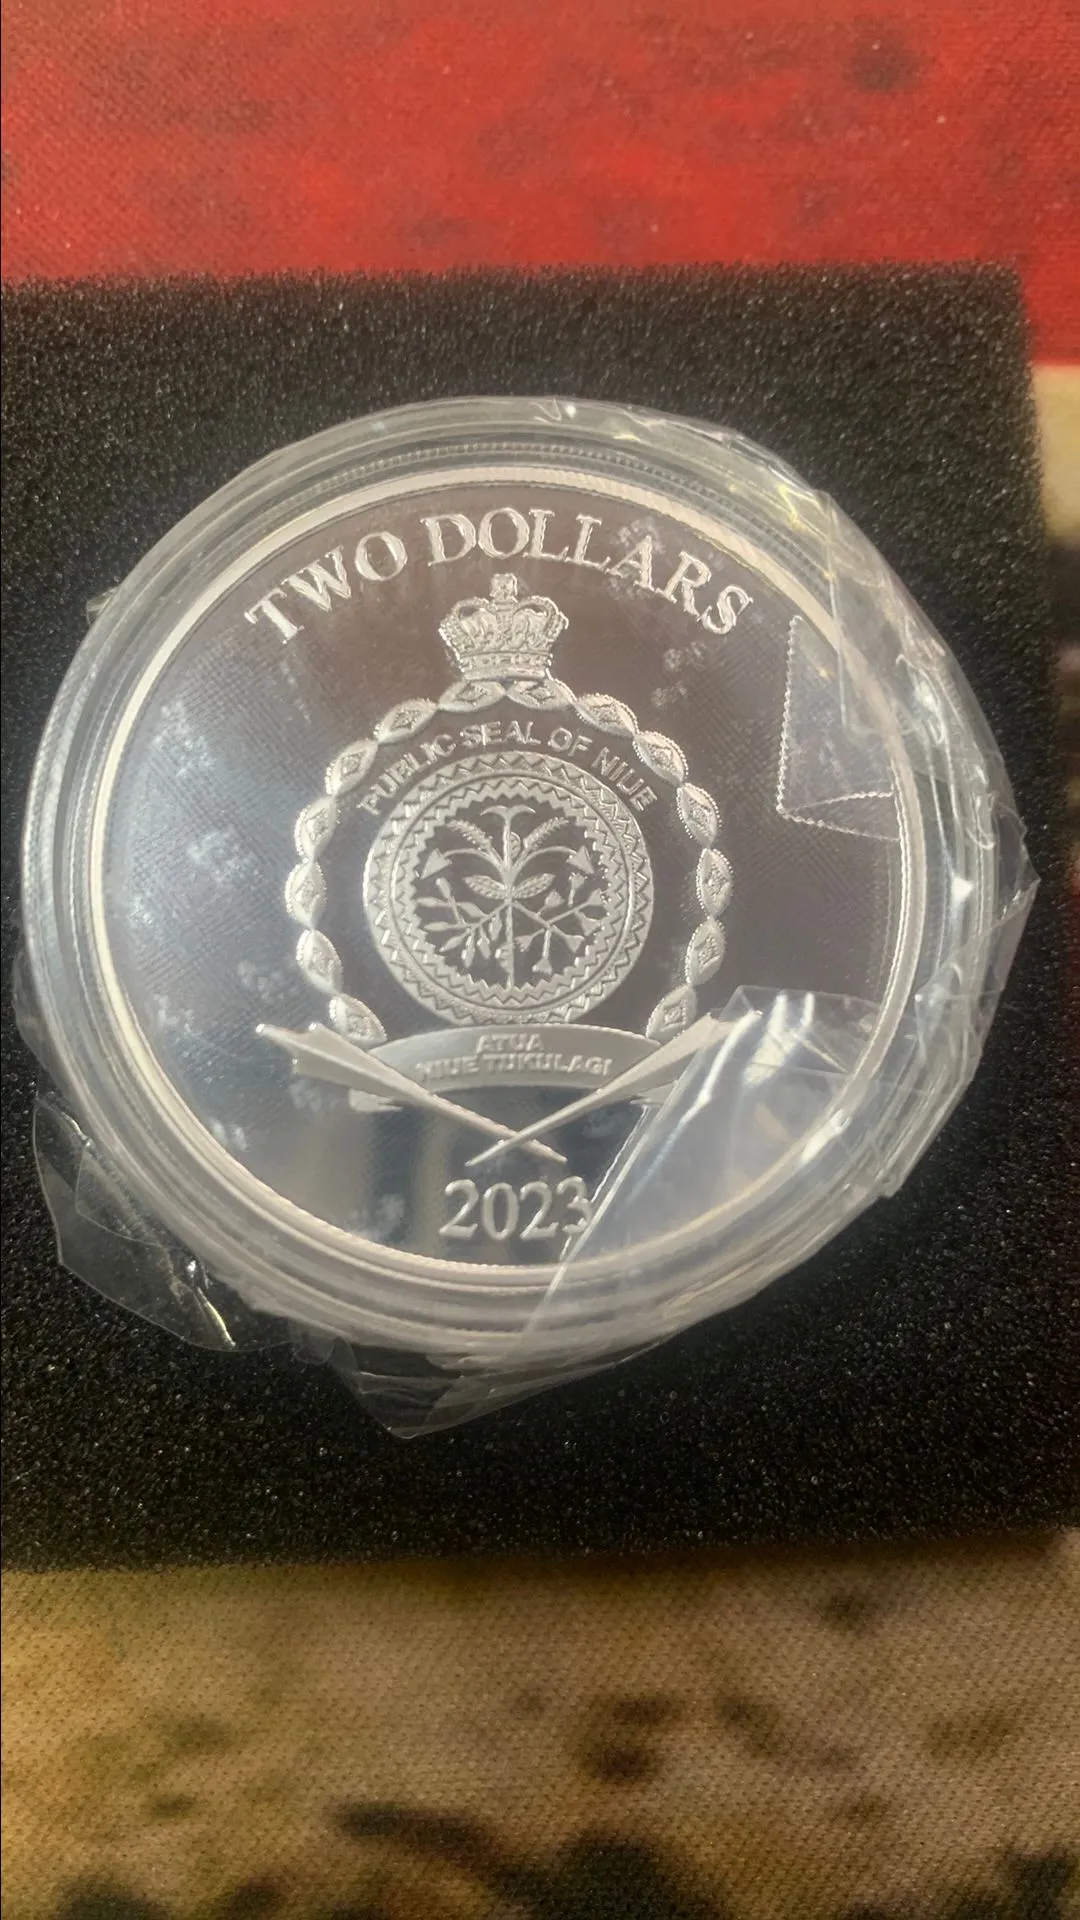 TWO DOLLARS
PUBLIC SEAL OF NIUE
ATUA
NIUE TUKULAGI
2023